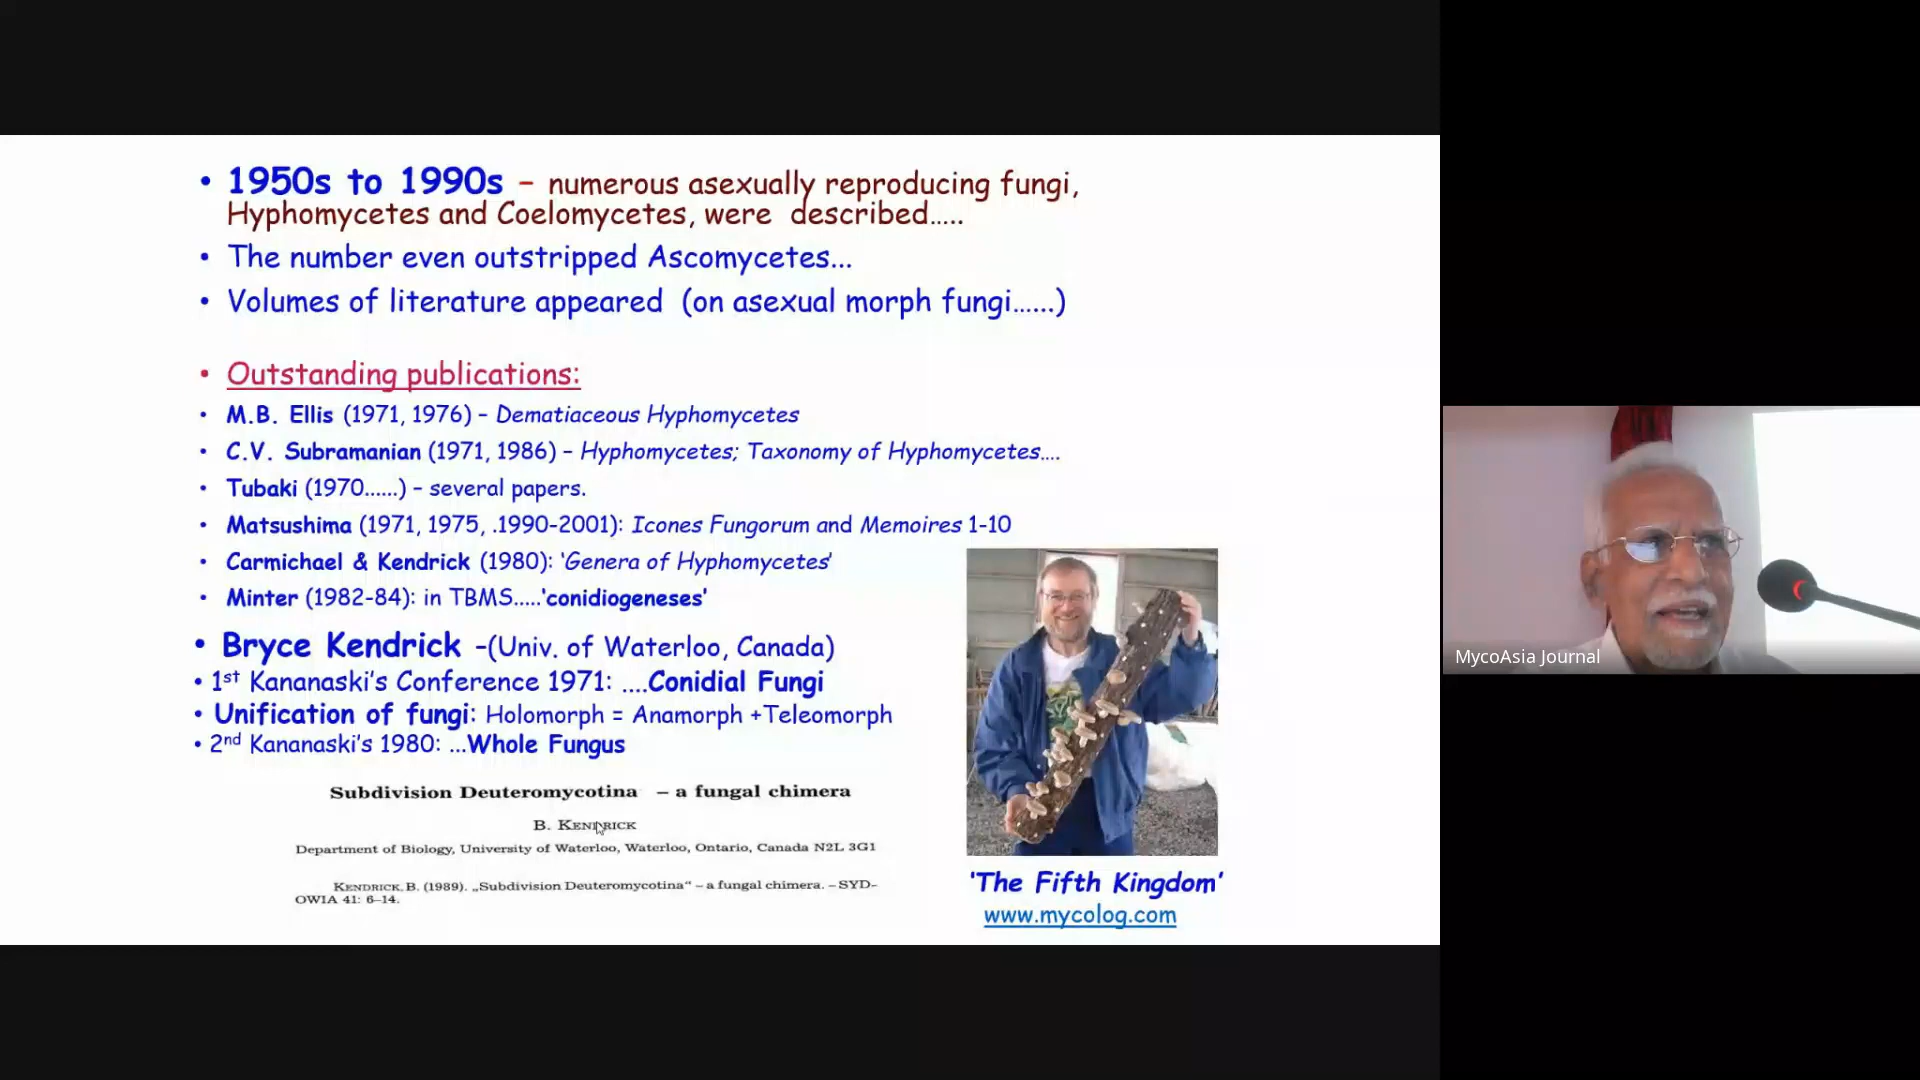 • 1950s to 1990s – numerous asexually reproducing fungi,
Hyphomycetes and Coelomycetes, were described.....
• The number even outstripped Ascomycetes...
• Volumes of literature appeared (on asexual morph fungi......)
• Outstanding publications:
• M.B. Ellis (1971, 1976) – Dematiaceous Hyphomycetes
• C.V. Subramanian (1971, 1986) – Hyphomycetes; Taxonomy of Hyphomycetes....
• Tubaki (1970......) – several papers.
• Matsushima (1971, 1975, .1990-2001): Icones Fungorum and Memoires 1-10
• Carmichael & Kendrick (1980): ‘Genera of Hyphomycetes’
• Minter (1982-84): in TBMS.....‘conidiogeneses’
• Bryce Kendrick -(Univ. of Waterloo, Canada)
• 1st Kananaski’s Conference 1971: ....Conidial Fungi
• Unification of fungi: Holomorph = Anamorph +Teleomorph
• 2nd Kananaski’s 1980: ...Whole Fungus
Subdivision Deuteromycotina – a fungal chimera
B. KENDRICK
Department of Biology, University of Waterloo, Waterloo, Ontario, Canada N2L 3G1
KENDRICK, B. (1989). „Subdivision Deuteromycotina“ – a fungal chimera. – SYD-
OWIA 41: 6–14.
‘The Fifth Kingdom’
www.mycolog.com
MycoAsia Journal